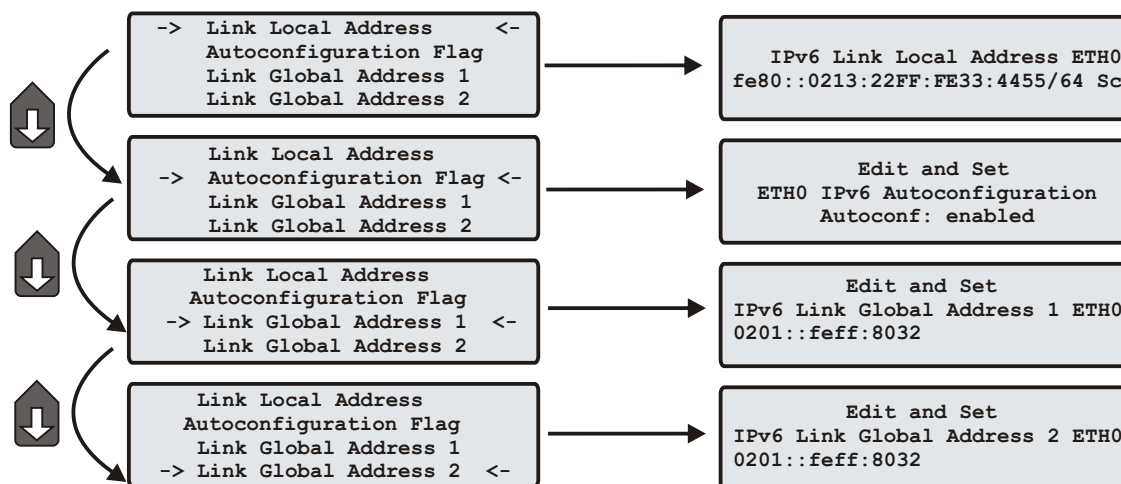 -> Link Local Address <-
Autoconfiguration Flag
Link Global Address 1
Link Global Address 2
IPv6 Link Local Address ETH0
fe80::0213:22FF:FE33:4455/64 Sc
Link Local Address
-> Autoconfiguration Flag <-
Link Global Address 1
Link Global Address 2
Edit and Set
ETH0 IPv6 Autoconfiguration
Autoconf: enabled
Link Local Address
Autoconfiguration Flag
-> Link Global Address 1 <-
Link Global Address 2
Edit and Set
IPv6 Link Global Address 1 ETH0
0201::feff:8032
Link Local Address
Autoconfiguration Flag
Link Global Address 1
-> Link Global Address 2 <-
Edit and Set
IPv6 Link Global Address 2 ETH0
0201::feff:8032